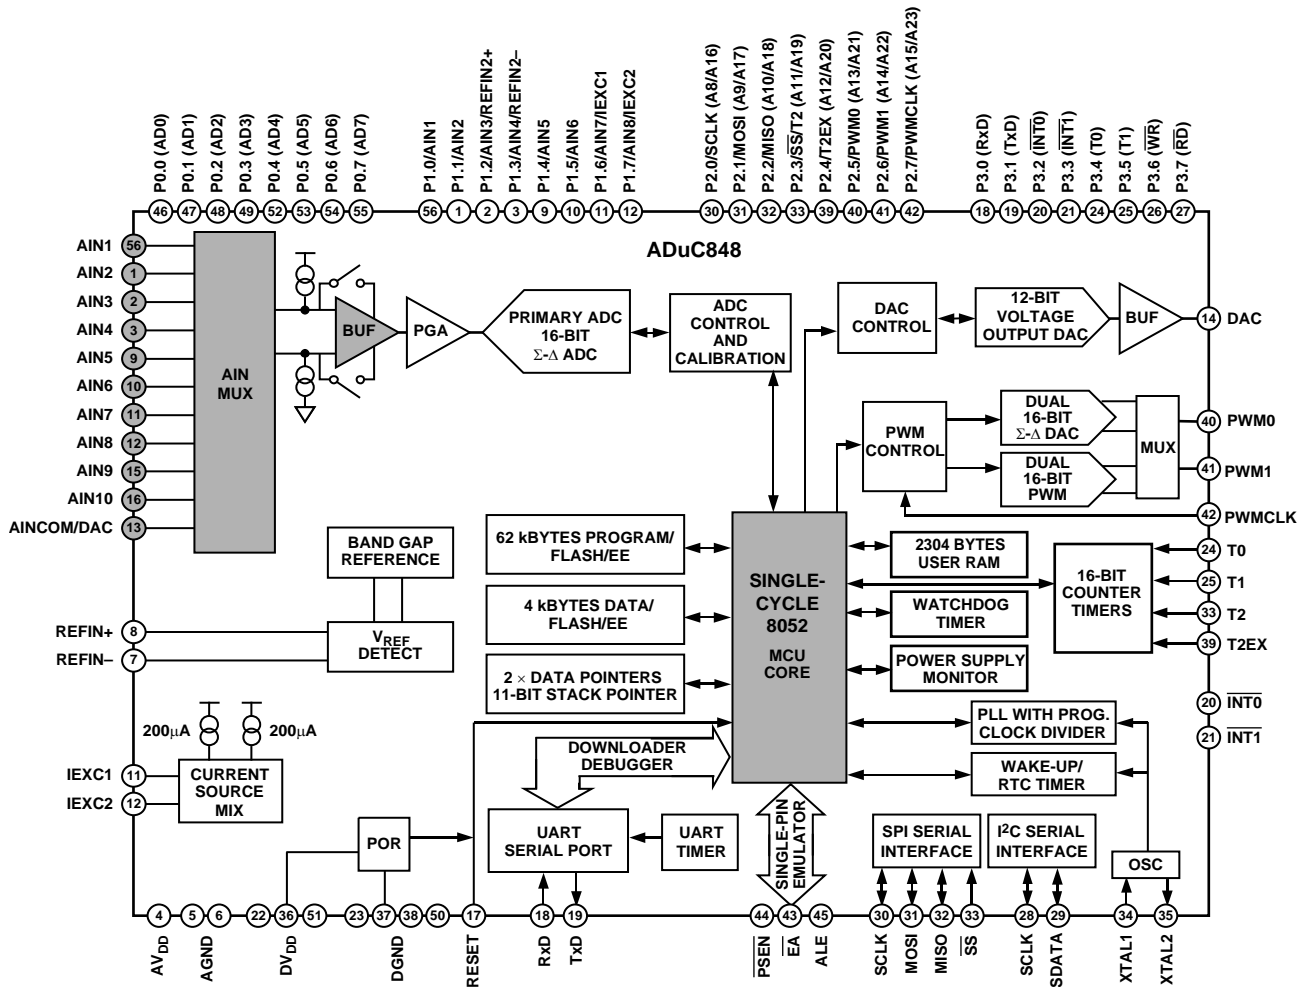 P0.0 (AD0)
P0.1 (AD1)
P0.2 (AD2)
P0.3 (AD3)
P0.4 (AD4)
P0.5 (AD5)
P0.6 (AD6)
P0.7 (AD7)
P1.0/AIN1
P1.1/AIN2
P1.2/AIN3/REFIN2+
P1.3/AIN4/REFIN2–
P1.4/AIN5
P1.5/AIN6
P1.6/AIN7/IEXC1
P1.7/AIN8/IEXC2
P2.0/SCLK (A8/A16)
P2.1/MOSI (A9/A17)
P2.2/MISO (A10/A18)
P2.3/S̅S̅/T2 (A11/A19)
P2.4/T2EX (A12/A20)
P2.5/PWM0 (A13/A21)
P2.6/PWM1 (A14/A22)
P2.7/PWMCLK (A15/A23)
P3.0 (RxD)
P3.1 (TxD)
P3.2 (I̅N̅T̅0̅)
P3.3 (I̅N̅T̅1̅)
P3.4 (T0)
P3.5 (T1)
P3.6 (W̅R̅)
P3.7 (R̅D̅)
46 47 48 49 52 53 54 55
56 1 2 3 9 10 11 12
30 31 32 33 39 40 41 42
18 19 20 21 24 25 26 27
ADuC848
AIN1 56
AIN2 1
AIN3 2
AIN4 3
AIN5 9
AIN6 10
AIN7 11
AIN8 12
AIN9 15
AIN10 16
AINCOM/DAC 13
AIN
MUX
BUF
PGA
PRIMARY ADC
16-BIT
Σ-Δ ADC
ADC
CONTROL
AND
CALIBRATION
DAC
CONTROL
12-BIT
VOLTAGE
OUTPUT DAC
BUF
14 DAC
PWM
CONTROL
DUAL
16-BIT
Σ-Δ DAC
DUAL
16-BIT
PWM
MUX
40 PWM0
41 PWM1
42 PWMCLK
BAND GAP
REFERENCE
VREF
DETECT
REFIN+ 8
REFIN– 7
62 kBYTES PROGRAM/
FLASH/EE
4 kBYTES DATA/
FLASH/EE
2 × DATA POINTERS
11-BIT STACK POINTER
SINGLE-
CYCLE
8052
MCU
CORE
2304 BYTES
USER RAM
WATCHDOG
TIMER
POWER SUPPLY
MONITOR
16-BIT
COUNTER
TIMERS
24 T0
25 T1
33 T2
39 T2EX
20 I̅N̅T̅0̅
21 I̅N̅T̅1̅
PLL WITH PROG.
CLOCK DIVIDER
WAKE-UP/
RTC TIMER
200μA
200μA
IEXC1 11
IEXC2 12
CURRENT
SOURCE
MIX
DOWNLOADER
DEBUGGER
POR
UART
SERIAL PORT
UART
TIMER
SINGLE-PIN
EMULATOR
SPI SERIAL
INTERFACE
I2C SERIAL
INTERFACE
OSC
4 5 6 22 36 51 23 37 38 50 17 18 19 44 43 45 30 31 32 33 28 29 34 35
AVDD
AGND
DVDD
DGND
RESET
RxD
TxD
P̅S̅E̅N̅
E̅A̅
ALE
SCLK
MOSI
MISO
S̅S̅
SCLK
SDATA
XTAL1
XTAL2